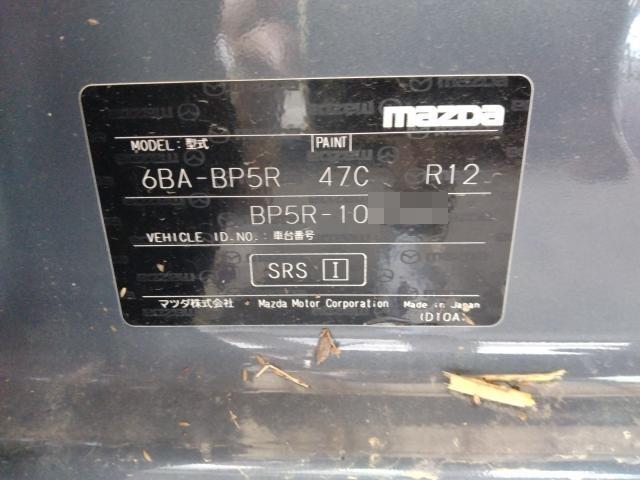 mazda
MODEL:型式 PAINT
6BA-BP5R 47C R12
BP5R-10
VEHICLE ID.NO.:車台番号
SRS I
マツダ株式会社 Mazda Motor Corporation Made in Japan
(D10A)